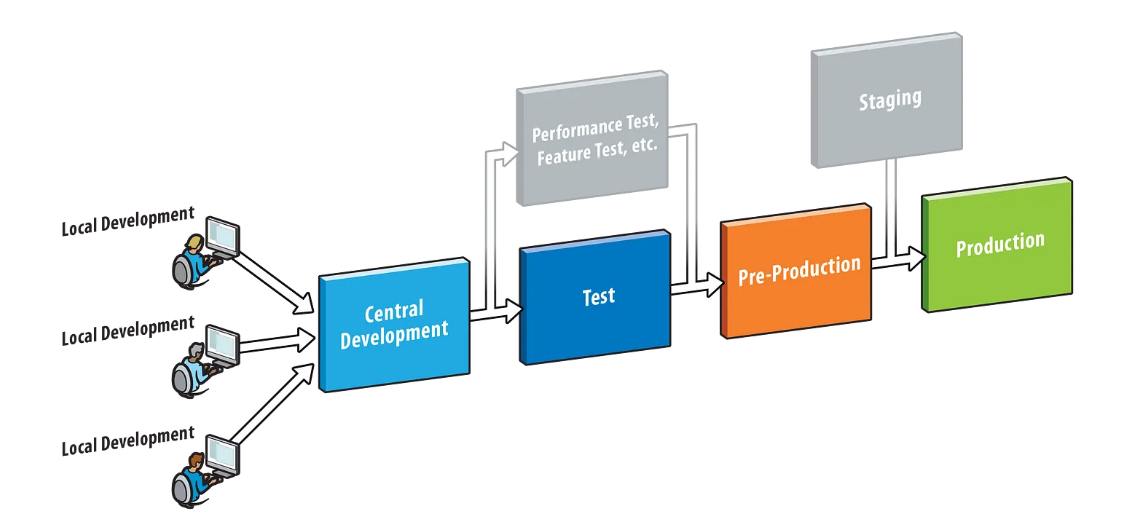 Local Development
Local Development
Local Development
Central
Development
Performance Test,
Feature Test, etc.
Test
Pre-Production
Staging
Production